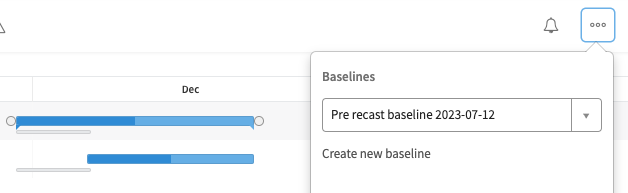 Baselines
Dec
Pre recast baseline 2023-07-12
Create new baseline